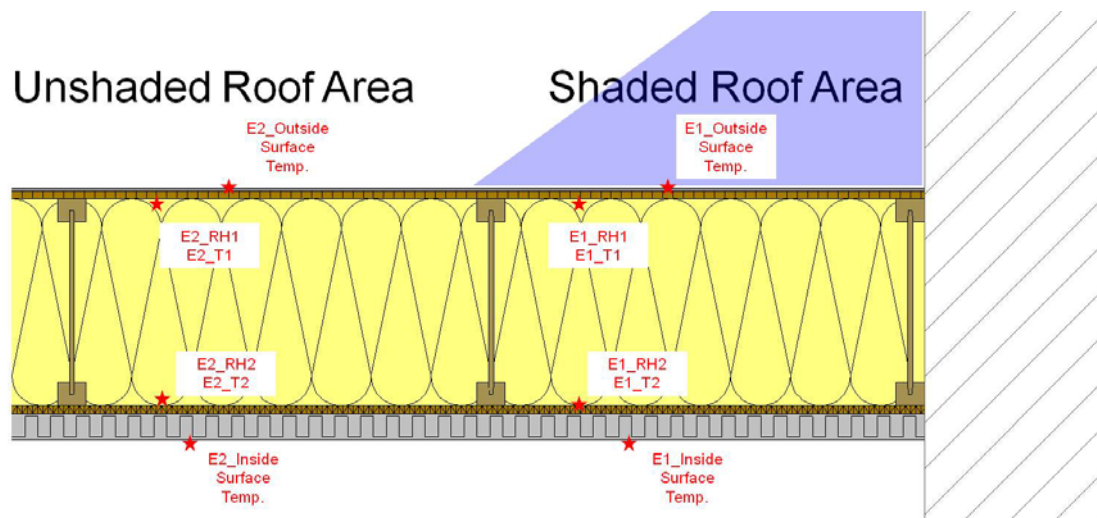 Unshaded Roof Area
Shaded Roof Area
E2_Outside
Surface
Temp.
E1_Outside
Surface
Temp.
E2_RH1
E2_T1
E1_RH1
E1_T1
E2_RH2
E2_T2
E1_RH2
E1_T2
E2_Inside
Surface
Temp.
E1_Inside
Surface
Temp.